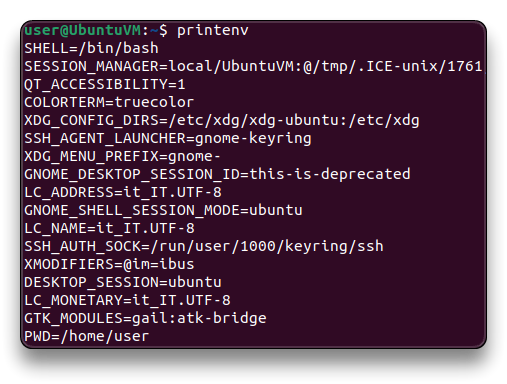 user@UbuntuVM:~$ printenv
SHELL=/bin/bash
SESSION_MANAGER=local/UbuntuVM:@/tmp/.ICE-unix/1761
QT_ACCESSIBILITY=1
COLORTERM=truecolor
XDG_CONFIG_DIRS=/etc/xdg/xdg-ubuntu:/etc/xdg
SSH_AGENT_LAUNCHER=gnome-keyring
XDG_MENU_PREFIX=gnome-
GNOME_DESKTOP_SESSION_ID=this-is-deprecated
LC_ADDRESS=it_IT.UTF-8
GNOME_SHELL_SESSION_MODE=ubuntu
LC_NAME=it_IT.UTF-8
SSH_AUTH_SOCK=/run/user/1000/keyring/ssh
XMODIFIERS=@im=ibus
DESKTOP_SESSION=ubuntu
LC_MONETARY=it_IT.UTF-8
GTK_MODULES=gail:atk-bridge
PWD=/home/user